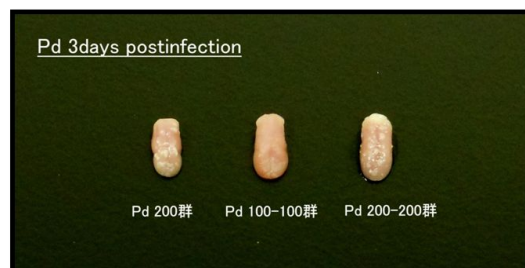 Pd 3days postinfection
Pd 200群
Pd 100-100群
Pd 200-200群